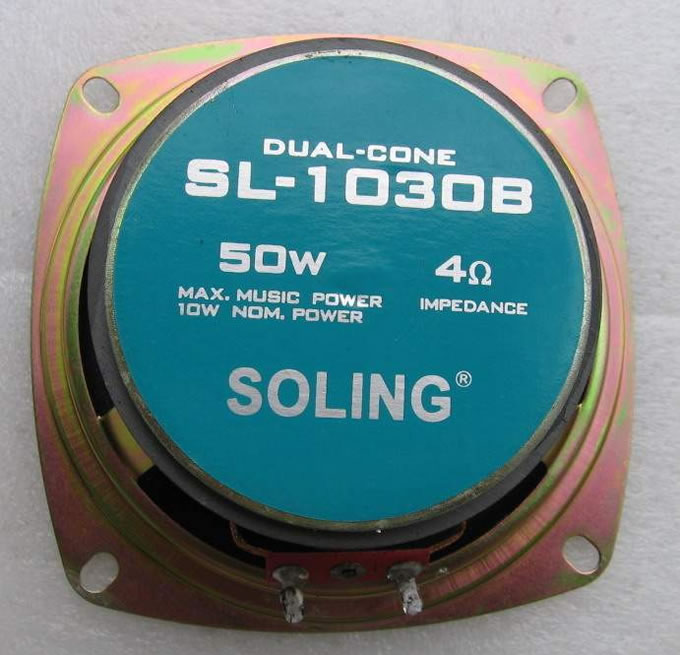 DUAL-CONE
SL-1030B
50W
MAX. MUSIC POWER
10W NOM. POWER
4Ω
IMPEDANCE
SOLING®